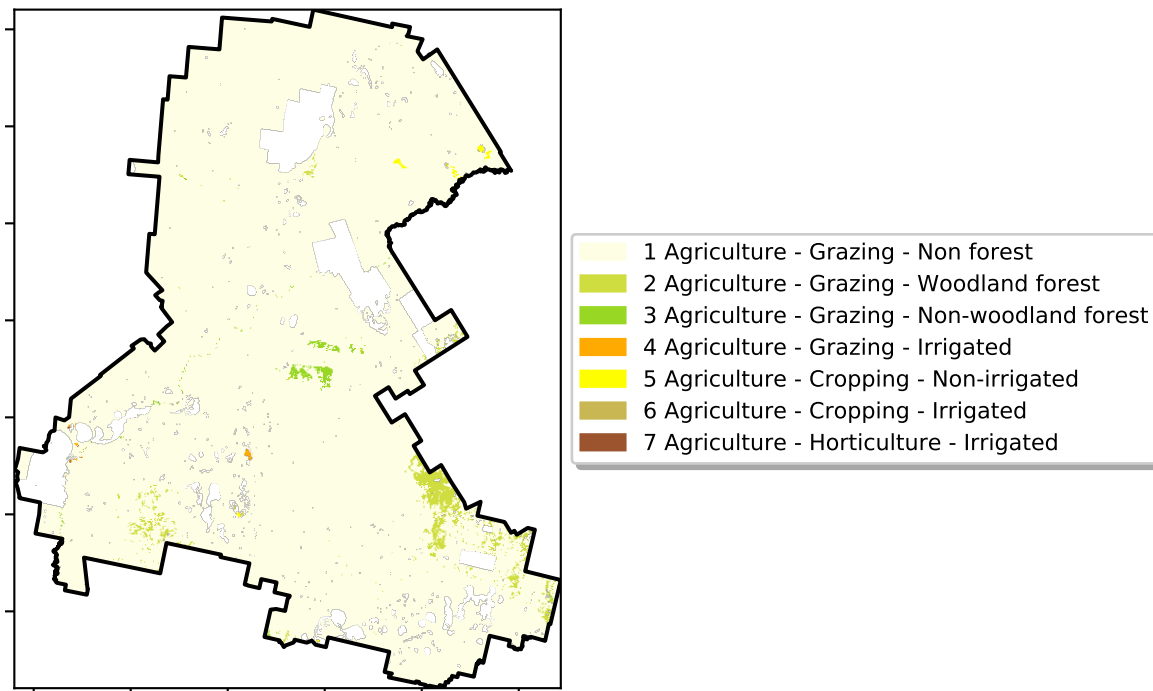 1 Agriculture - Grazing - Non forest
2 Agriculture - Grazing - Woodland forest
3 Agriculture - Grazing - Non-woodland forest
4 Agriculture - Grazing - Irrigated
5 Agriculture - Cropping - Non-irrigated
6 Agriculture - Cropping - Irrigated
7 Agriculture - Horticulture - Irrigated